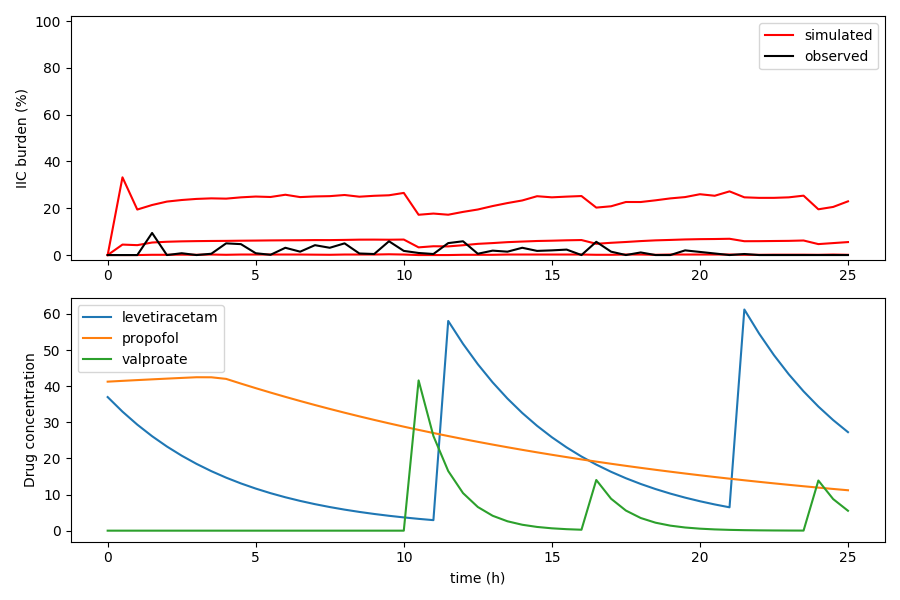 IIC burden (%)
100
80
60
40
20
0
simulated
observed
0 5 10 15 20 25
Drug concentration
60
50
40
30
20
10
0
levetiracetam
propofol
valproate
0 5 10 15 20 25
time (h)